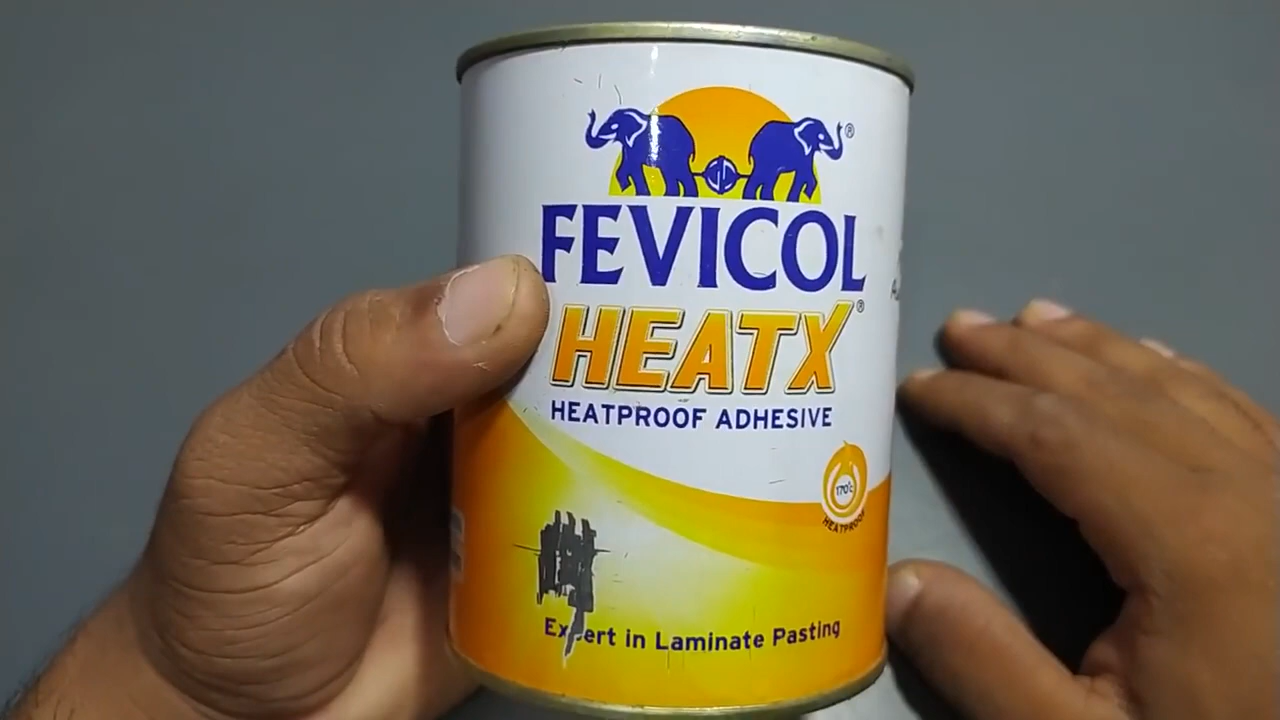 FEVICOL
HEATX®
HEATPROOF ADHESIVE
170°C
HEATPROOF
Expert in Laminate Pasting